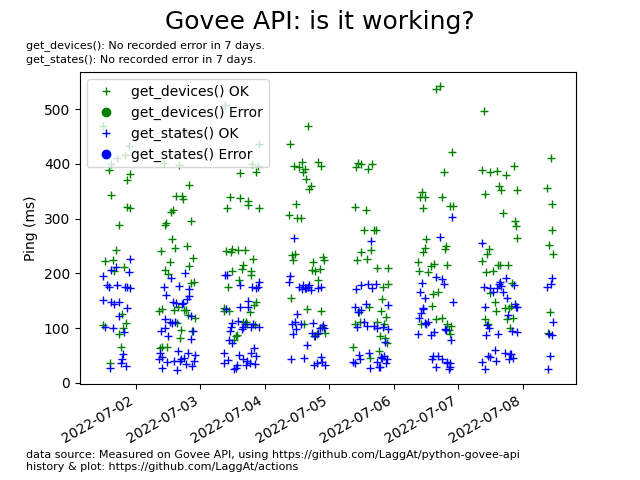 Govee API: is it working?
get_devices(): No recorded error in 7 days.
get_states(): No recorded error in 7 days.
get_devices() OK
get_devices() Error
get_states() OK
get_states() Error
Ping (ms)
500
400
300
200
100
0
2022-07-02
2022-07-03
2022-07-04
2022-07-05
2022-07-06
2022-07-07
2022-07-08
data source: Measured on Govee API, using https://github.com/LaggAt/python-govee-api
history & plot: https://github.com/LaggAt/actions